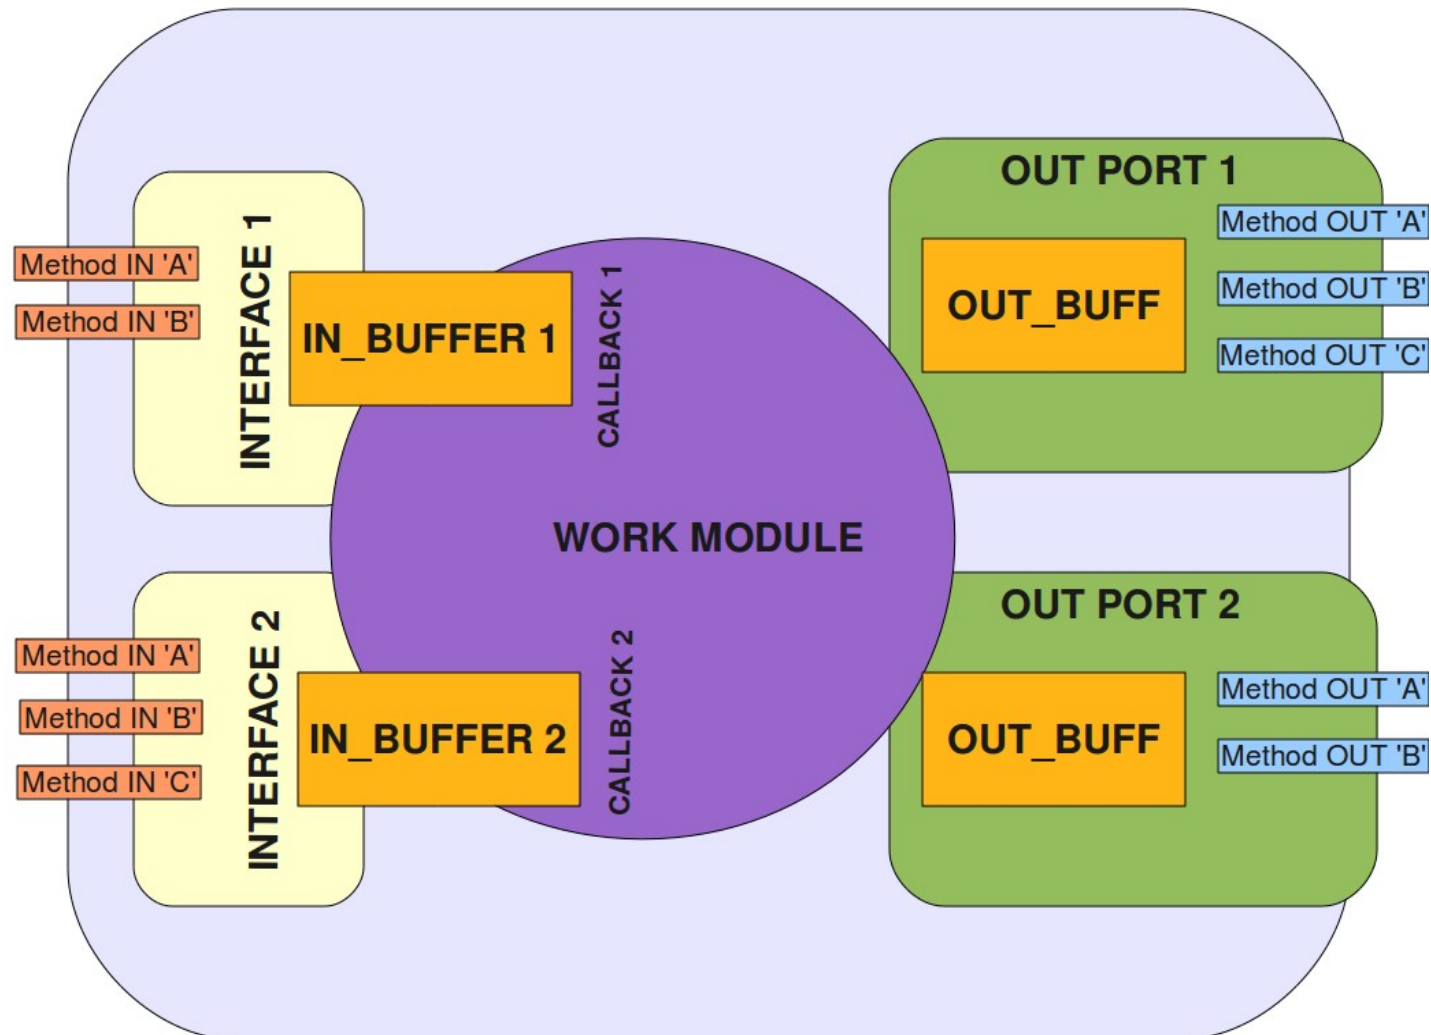 INTERFACE 1
Method IN 'A'
Method IN 'B'
IN_BUFFER 1
CALLBACK 1
OUT PORT 1
OUT_BUFF
Method OUT 'A'
Method OUT 'B'
Method OUT 'C'
WORK MODULE
INTERFACE 2
Method IN 'A'
Method IN 'B'
Method IN 'C'
IN_BUFFER 2
CALLBACK 2
OUT PORT 2
OUT_BUFF
Method OUT 'A'
Method OUT 'B'